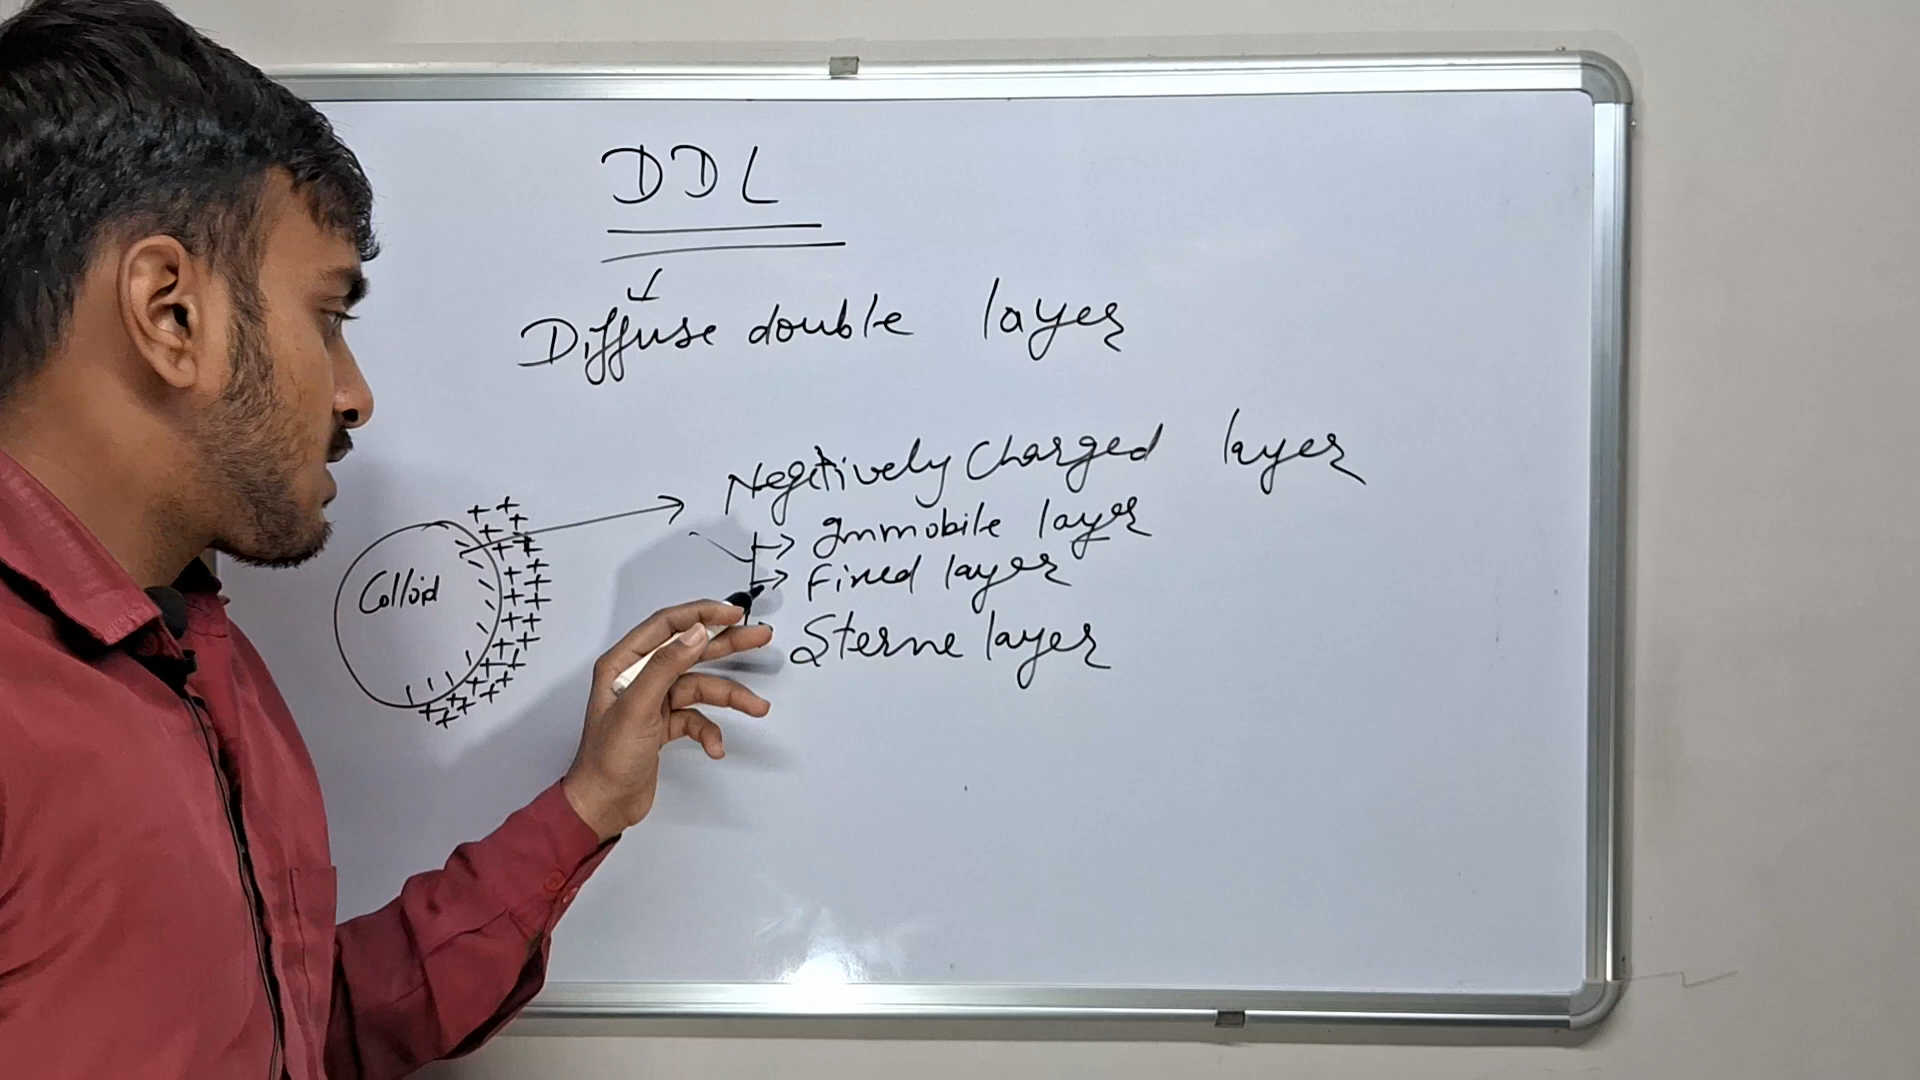 DDL
Diffuse double layer
Negitively Charged layer
Immobile layer
Fixed layer
Colloid
Sterne layer